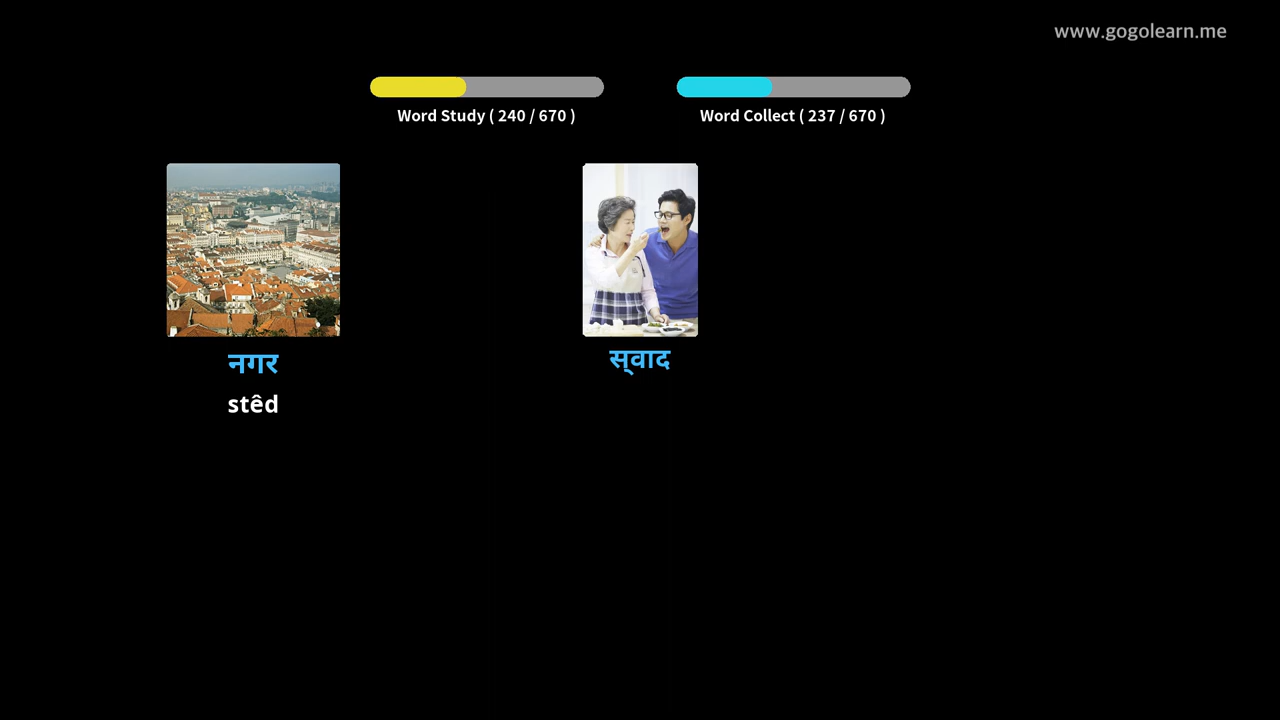 www.gogolearn.me
Word Study ( 240 / 670 )
Word Collect ( 237 / 670 )
नगर
stêd
स्‌वाद